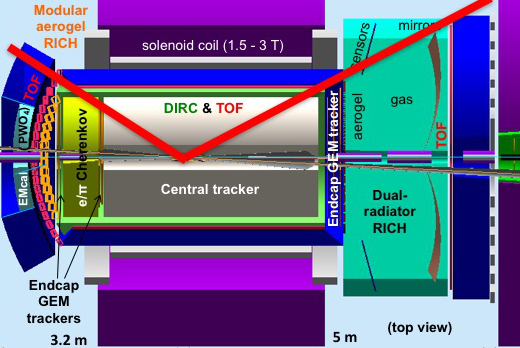 Modular
aerogel
RICH
solenoid coil (1.5 - 3 T)
mirror
sensors
TOF
DIRC & TOF
aerogel
gas
TOF
(PWO4)
EMcal
e/π Cherenkov
Central tracker
Endcap GEM tracker
Dual-
radiator
RICH
Endcap
GEM
trackers
3.2 m
5 m
(top view)